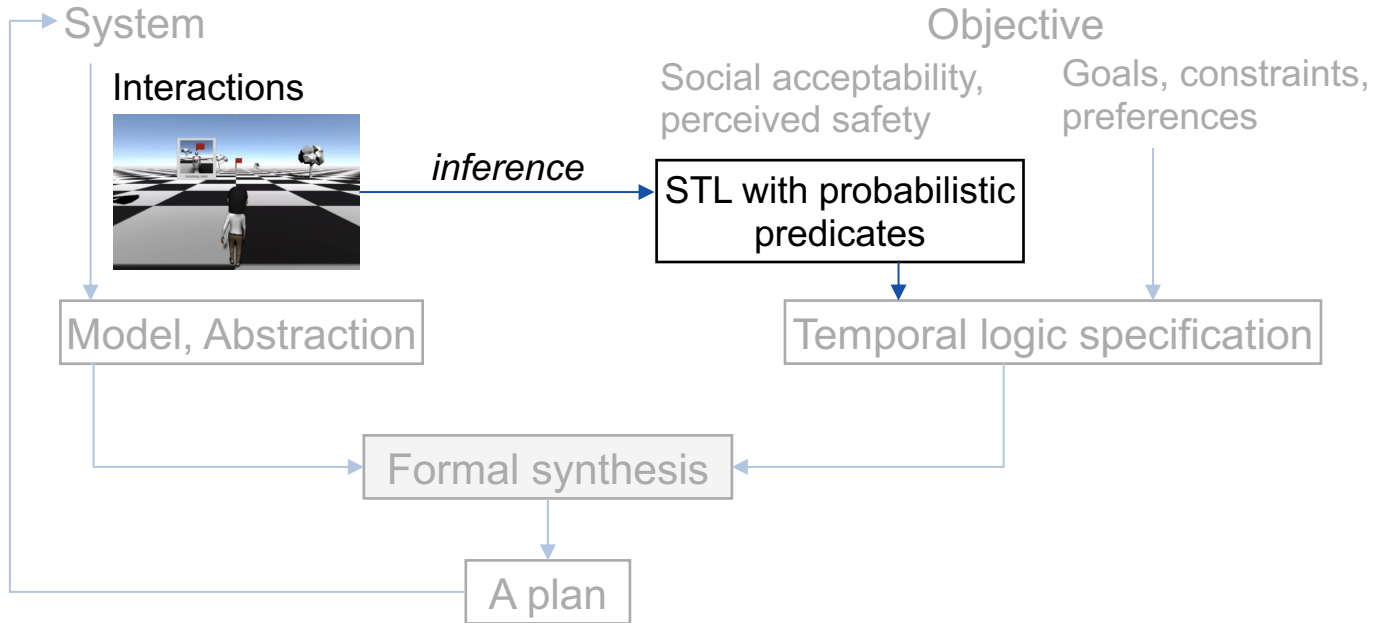 System
Objective
Interactions
Social acceptability,
perceived safety
Goals, constraints,
preferences
inference
STL with probabilistic
predicates
Model, Abstraction
Temporal logic specification
Formal synthesis
A plan